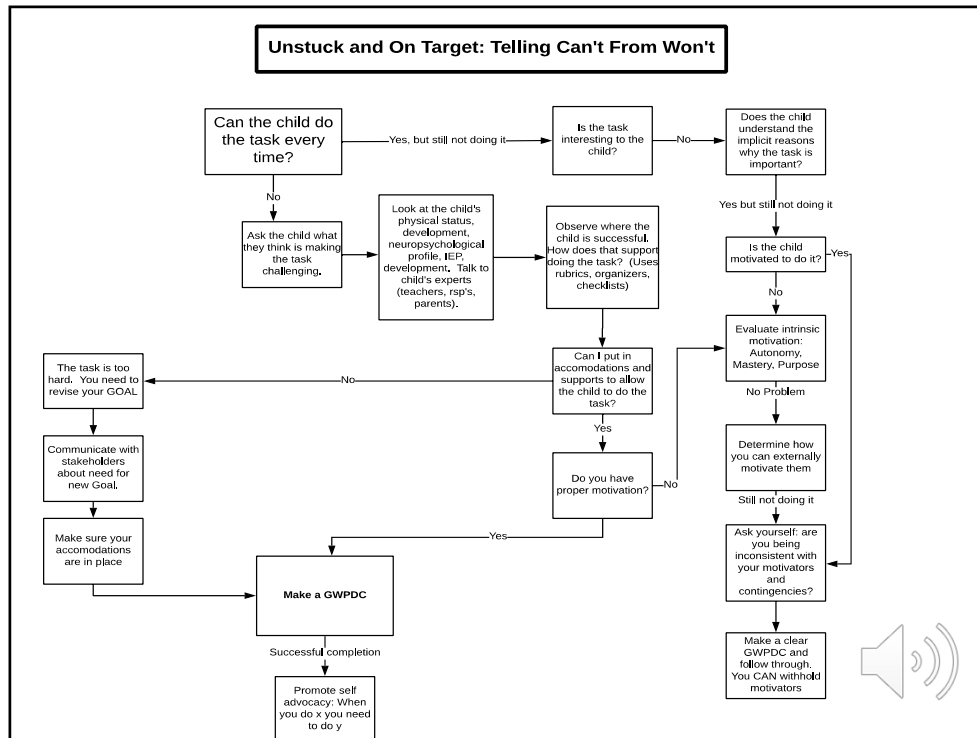 Unstuck and On Target: Telling Can't From Won't
Can the child do
the task every
time?
Yes, but still not doing it
Is the task
interesting to the
child?
No
Does the child
understand the
implicit reasons
why the task is
important?
No
Yes but still not doing it
Ask the child what
they think is making
the task
challenging.
Look at the child's
physical status,
development,
neuropsychological
profile, IEP,
development.  Talk to
child's experts
(teachers, rsp's,
parents).
Observe where the
child is successful.
How does that support
doing the task?  (Uses
rubrics, organizers,
checklists)
Is the child
motivated to do it?
Yes
No
Evaluate intrinsic
motivation:
Autonomy,
Mastery, Purpose
The task is too
hard.  You need to
revise your GOAL
No
Can I put in
accomodations and
supports to allow
the child to do the
task?
No Problem
Yes
Communicate with
stakeholders
about need for
new Goal.
Do you have
proper motivation?
No
Determine how
you can externally
motivate them
Still not doing it
Make sure your
accomodations
are in place
Yes
Ask yourself: are
you being
inconsistent with
your motivators
and
contingencies?
Make a GWPDC
Successful completion
Make a clear
GWPDC and
follow through.
You CAN withhold
motivators
Promote self
advocacy: When
you do x you need
to do y